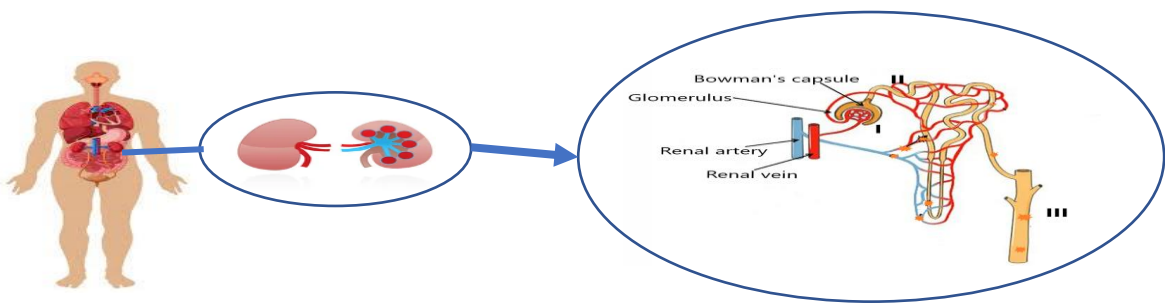 Bowman's capsule
II
Glomerulus
I
Renal artery
Renal vein
III